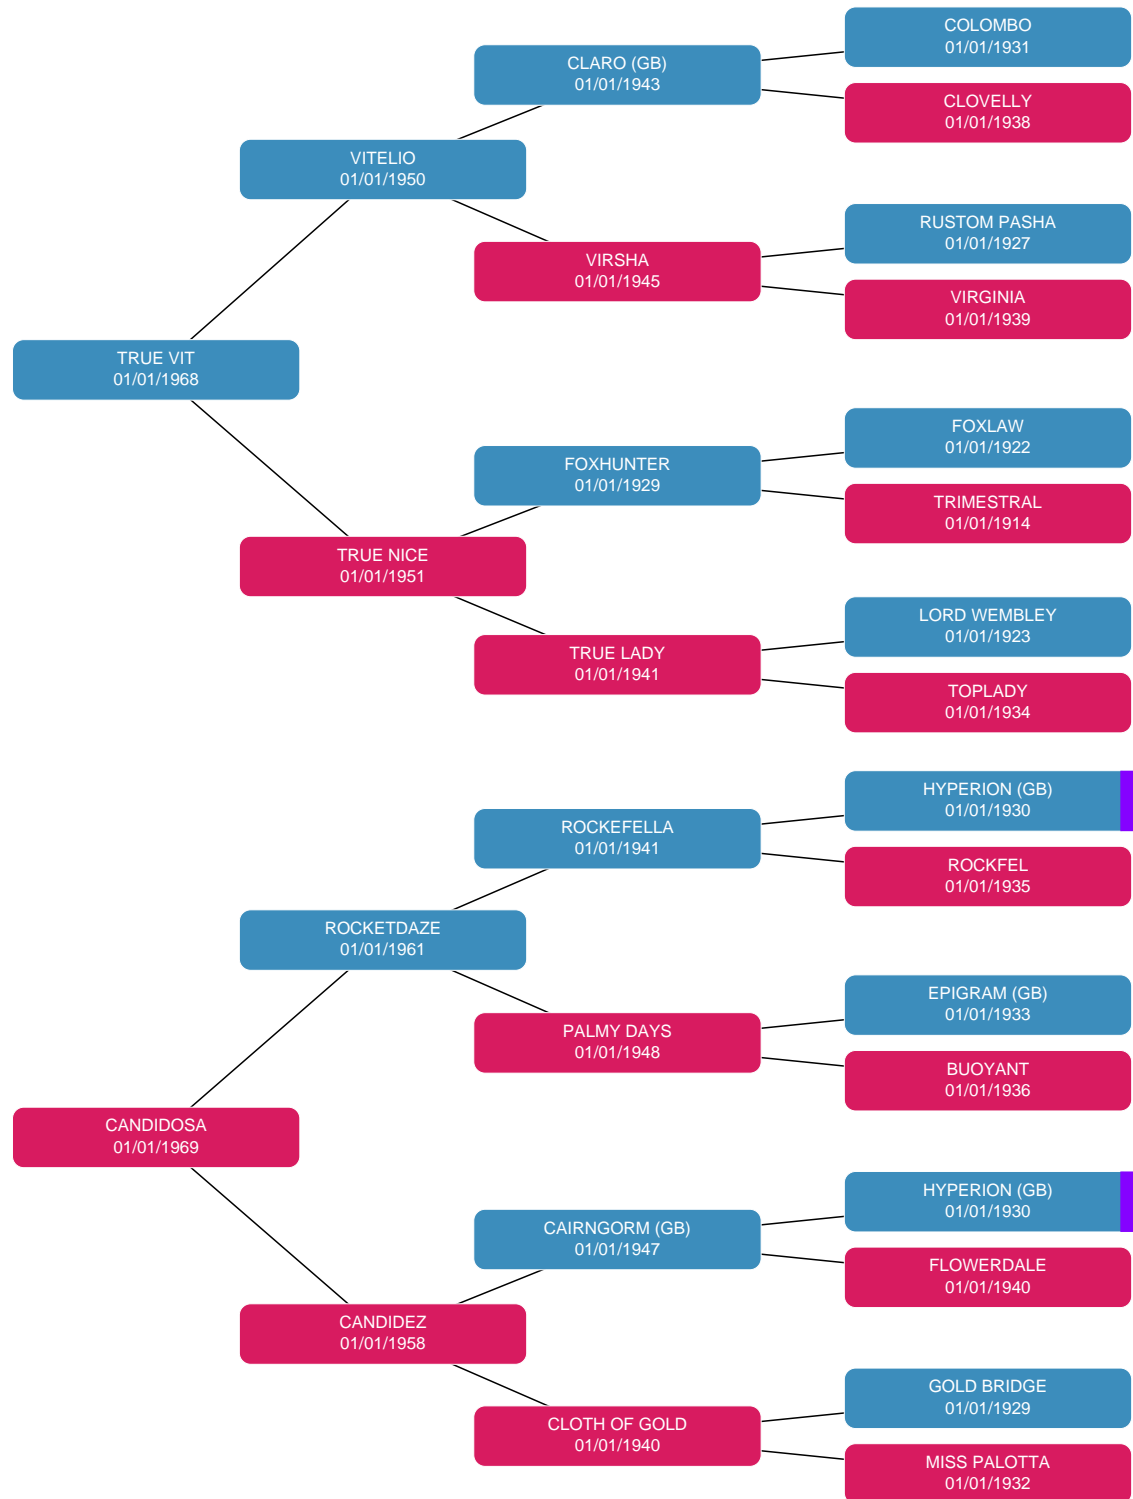 COLOMBO
01/01/1931
CLARO (GB)
01/01/1943
CLOVELLY
01/01/1938
VITELIO
01/01/1950
RUSTOM PASHA
01/01/1927
VIRSHA
01/01/1945
VIRGINIA
01/01/1939
TRUE VIT
01/01/1968
FOXLAW
01/01/1922
FOXHUNTER
01/01/1929
TRIMESTRAL
01/01/1914
TRUE NICE
01/01/1951
LORD WEMBLEY
01/01/1923
TRUE LADY
01/01/1941
TOPLADY
01/01/1934
HYPERION (GB)
01/01/1930
ROCKEFELLA
01/01/1941
ROCKFEL
01/01/1935
ROCKETDAZE
01/01/1961
EPIGRAM (GB)
01/01/1933
PALMY DAYS
01/01/1948
BUOYANT
01/01/1936
CANDIDOSA
01/01/1969
HYPERION (GB)
01/01/1930
CAIRNGORM (GB)
01/01/1947
FLOWERDALE
01/01/1940
CANDIDEZ
01/01/1958
GOLD BRIDGE
01/01/1929
CLOTH OF GOLD
01/01/1940
MISS PALOTTA
01/01/1932